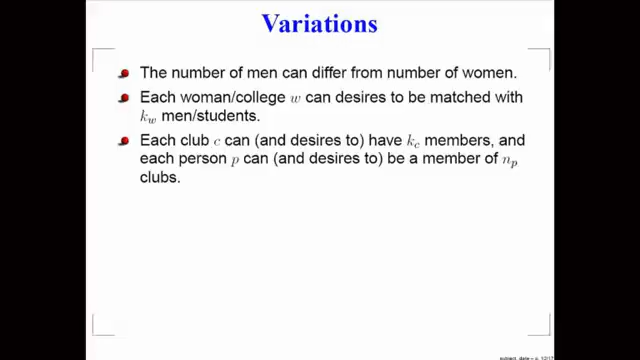 Variations
The number of men can differ from number of women.
Each woman/college w can desires to be matched with
k_w men/students.
Each club c can (and desires to) have k_c members, and
each person p can (and desires to) be a member of n_p
clubs.